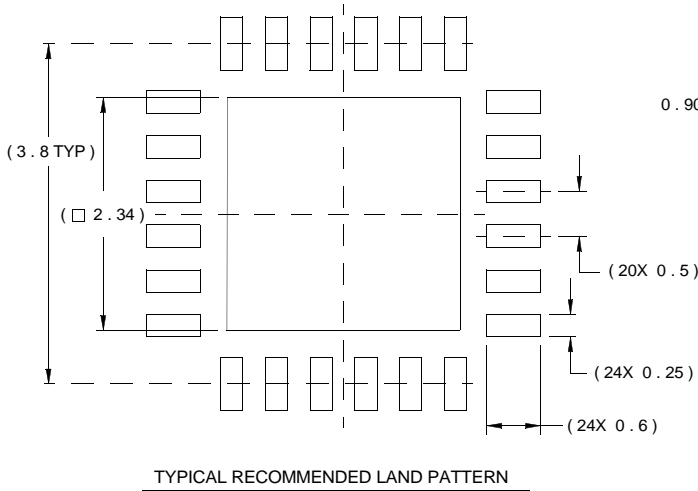 0.90
(3.8 TYP)
(□ 2.34)
(20X 0.5)
(24X 0.25)
(24X 0.6)
TYPICAL RECOMMENDED LAND PATTERN